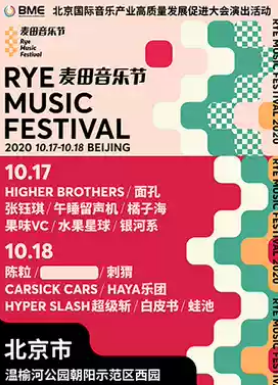 BME 北京国际音乐产业高质量发展促进大会演出活动
麦田音乐节
Rye
Music
Festival
RYE 麦田音乐节
MUSIC
FESTIVAL
2020 10.17-10.18 BEIJING
10.17
HIGHER BROTHERS / 面孔
张钰琪 / 午睡留声机 / 橘子海
果味VC / 水果星球 / 银河系
10.18
陈粒 / / 刺猬
CARSICK CARS / HAYA乐团
HYPER SLASH超级斩 / 白皮书 / 蛙池
北京市
温榆河公园朝阳示范区西园
RYE MUSIC FESTIVAL 2020
RYE MUSIC FESTIVAL